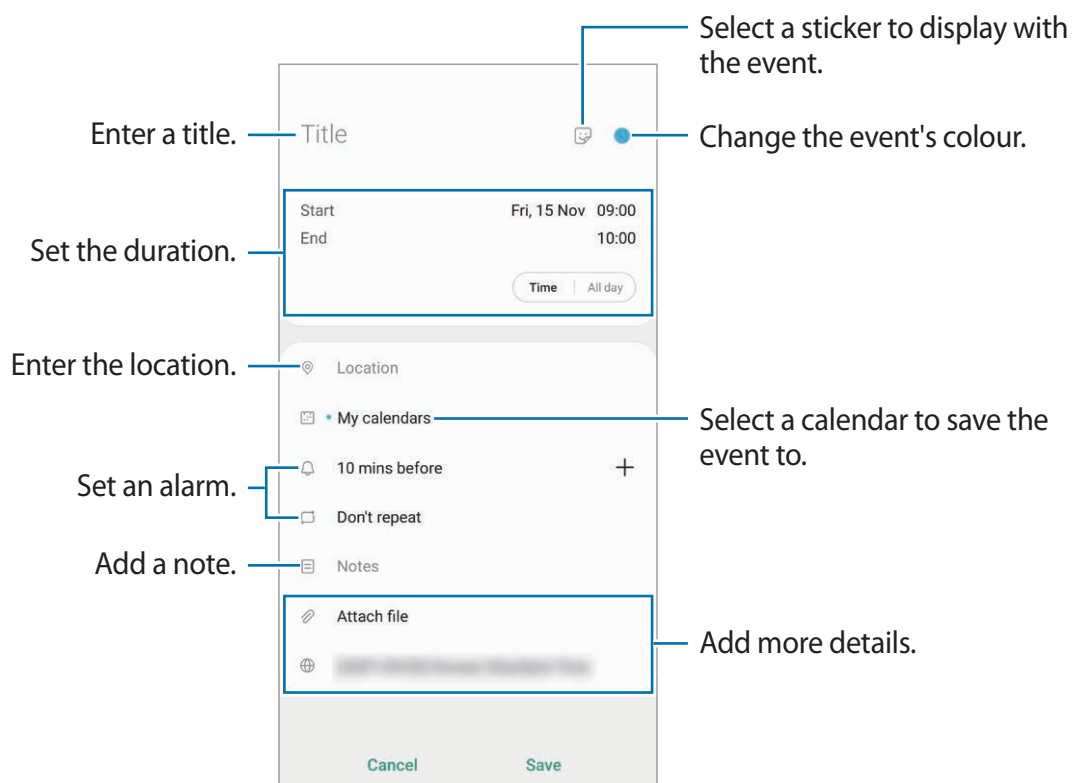 Select a sticker to display with
the event.
Enter a title.
Title
Change the event's colour.
Set the duration.
Start
Fri, 15 Nov 09:00
End
10:00
Time
All day
Enter the location.
Location
My calendars
Select a calendar to save the
event to.
Set an alarm.
10 mins before
Don't repeat
Add a note.
Notes
Attach file
Add more details.
Cancel
Save